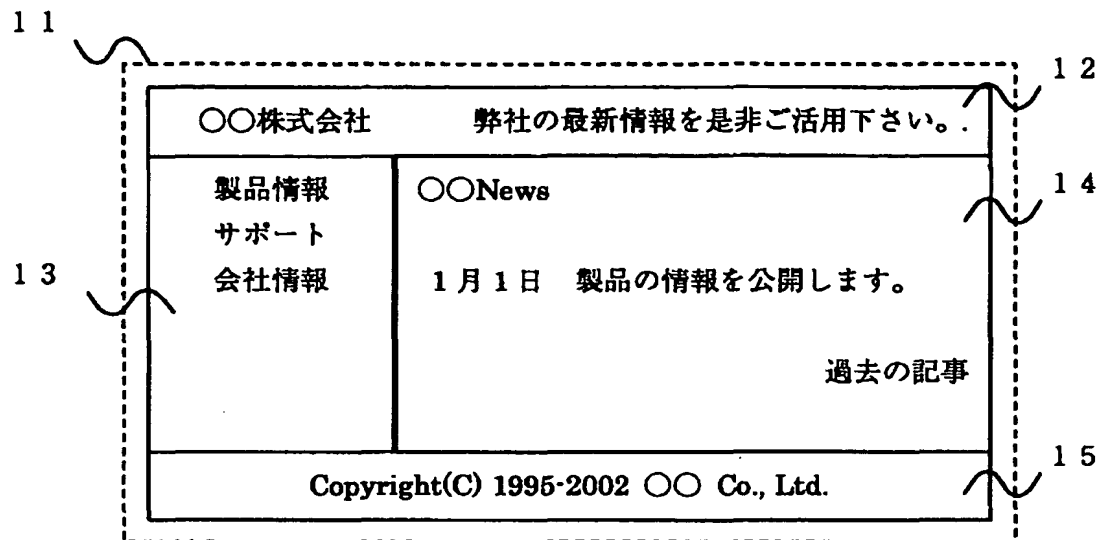 １１
１２
○○株式会社　弊社の最新情報を是非ご活用下さい。
製品情報
サポート
会社情報
○○News
１月１日　製品の情報を公開します。
過去の記事
１３
１４
Copyright(C) 1995-2002 ○○ Co., Ltd.
１５